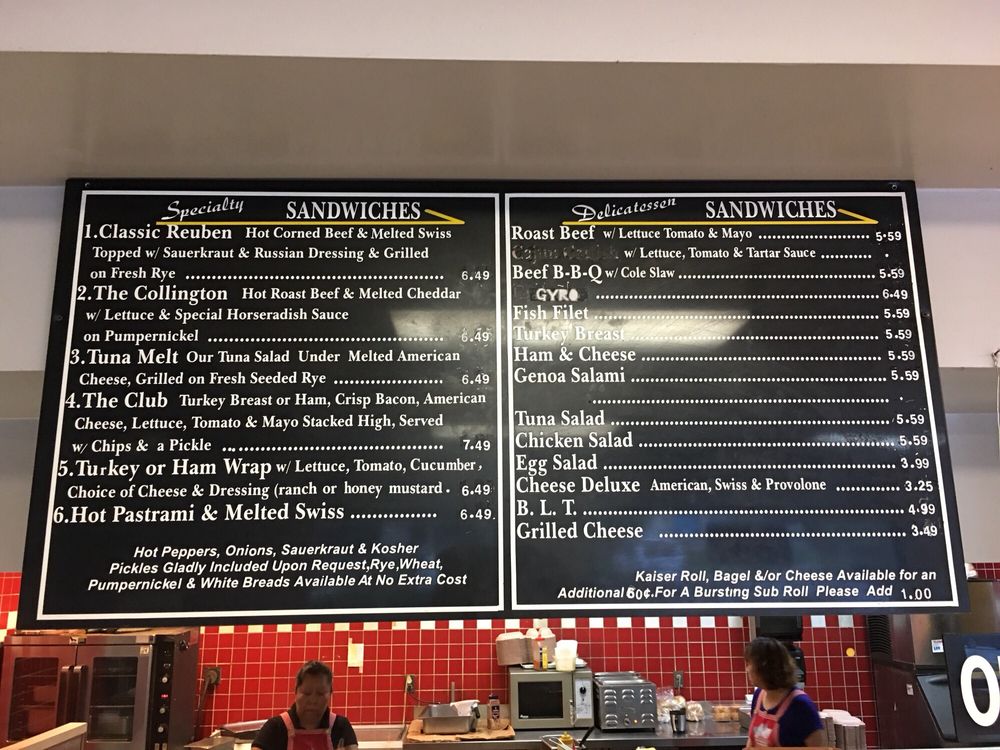 Specialty SANDWICHES
1.Classic Reuben Hot Corned Beef & Melted Swiss
Topped w/ Sauerkraut & Russian Dressing & Grilled
on Fresh Rye ........ 6.49
2.The Collington Hot Roast Beef & Melted Cheddar
w/ Lettuce & Special Horseradish Sauce
on Pumpernickel ........ 6.49
3.Tuna Melt Our Tuna Salad Under Melted American
Cheese, Grilled on Fresh Seeded Rye ........ 6.49
4.The Club Turkey Breast or Ham, Crisp Bacon, American
Cheese, Lettuce, Tomato & Mayo Stacked High, Served
w/ Chips & a Pickle ........ 7.49
5.Turkey or Ham Wrap w/ Lettuce, Tomato, Cucumber,
Choice of Cheese & Dressing (ranch or honey mustard. 6.49
6.Hot Pastrami & Melted Swiss ........ 6.49.
Hot Peppers, Onions, Sauerkraut & Kosher
Pickles Gladly Included Upon Request,Rye,Wheat,
Pumpernickel & White Breads Available At No Extra Cost
Delicatessen SANDWICHES
Roast Beef w/ Lettuce Tomato & Mayo ........ 5.59
w/ Lettuce, Tomato & Tartar Sauce ........ .
Beef B-B-Q w/ Cole Slaw ........ 5.59
GYRO ........ 6.49
Fish Filet ........ 5.59
Turkey Breast ........ 5.59
Ham & Cheese ........ 5.59
Genoa Salami ........ 5.59
........ .
Tuna Salad ........ 5.59
Chicken Salad ........ 5.59
Egg Salad ........ 3.99
Cheese Deluxe American, Swiss & Provolone ........ 3.25
B. L. T. ........ 4.99
Grilled Cheese ........ 3.49
Kaiser Roll, Bagel &/or Cheese Available for an
Additional 60¢.For A Bursting Sub Roll Please Add 1.00